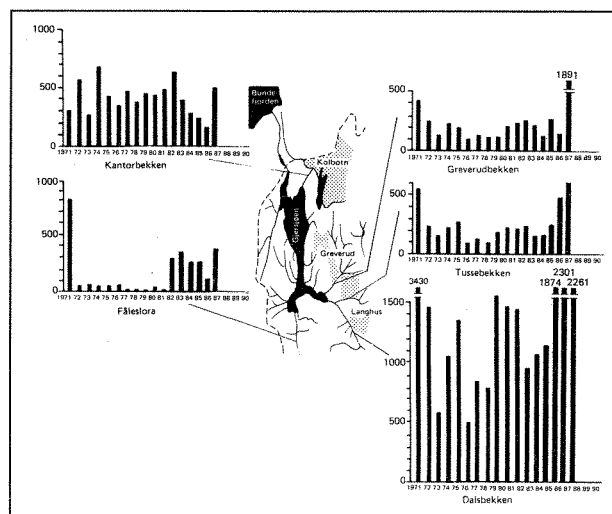 1000
500
0
1971 72 73 74 75 76 77 78 79 80 81 82 83 84 85 86 87 88 89 90
Kantorbekken
1000
500
0
1971 72 73 74 75 76 77 78 79 80 81 82 83 84 85 86 87 88 89 90
Fåleslora
Bunde-
fjorden
Kolbotn
Gjersjøen
Greverud
Langhus
1891
500
0
1971 72 73 74 75 76 77 78 79 80 81 82 83 84 85 86 87 88 89 90
Greverudbekken
500
0
1971 72 73 74 75 76 77 78 79 80 81 82 83 84 85 86 87 88 89 90
Tussebekken
3430
2301
1874
2261
1500
1000
500
0
1971 72 73 74 75 76 77 78 79 80 81 82 83 84 85 86 87 88 89 90
Dalsbekken